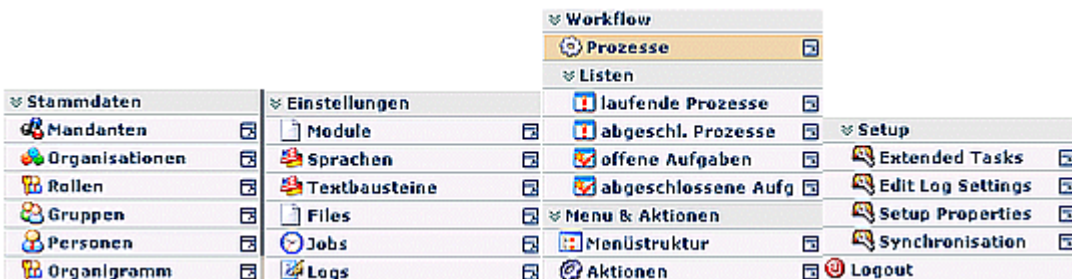 Stammdaten
Mandanten
Organisationen
Rollen
Gruppen
Personen
Organigramm
Einstellungen
Module
Sprachen
Textbausteine
Files
Jobs
Logs
Workflow
Prozesse
Listen
laufende Prozesse
abgeschl. Prozesse
offene Aufgaben
abgeschlossene Aufg
Menu & Aktionen
Menüstruktur
Aktionen
Setup
Extended Tasks
Edit Log Settings
Setup Properties
Synchronisation
Logout